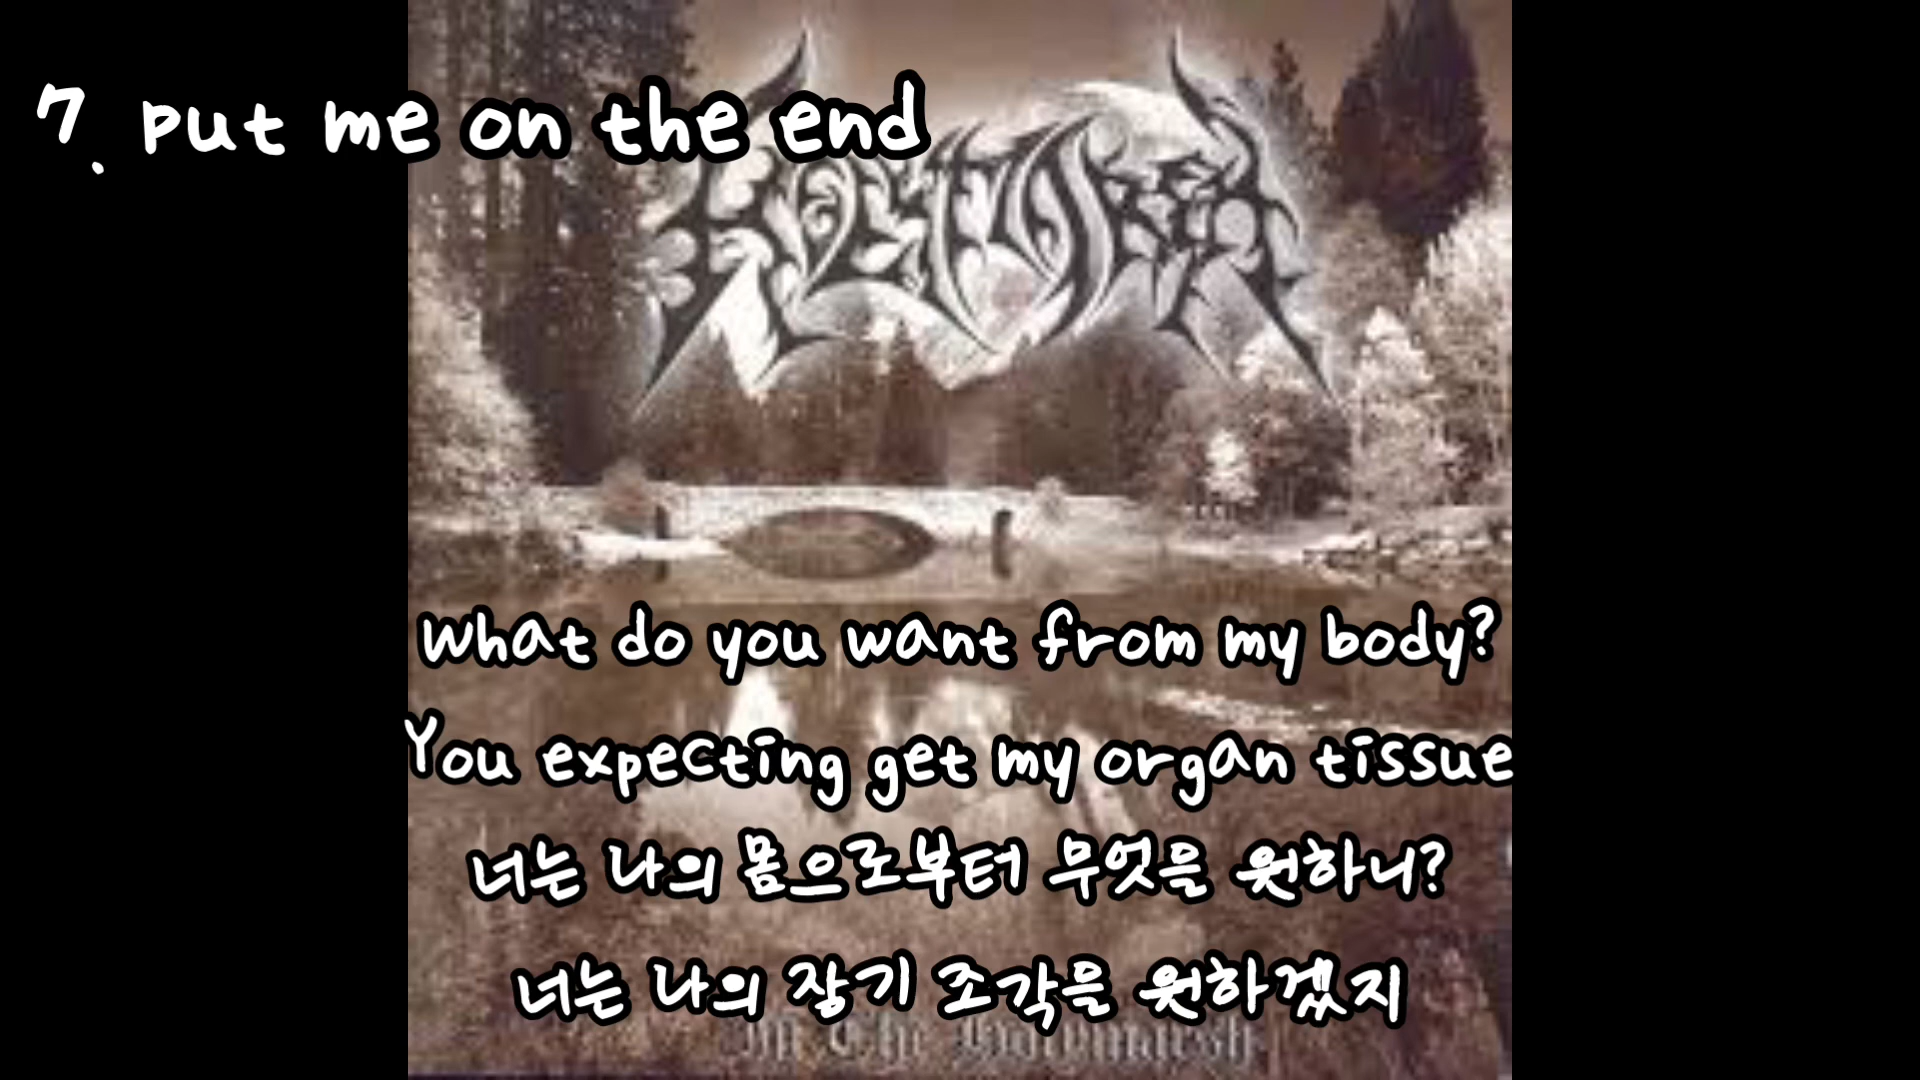 7. Put me on the end
What do you want from my body?
You expecting get my organ tissue
너는 나의 몸으로부터 무엇을 원하니?
너는 나의 장기 조각을 원하겠지
In The